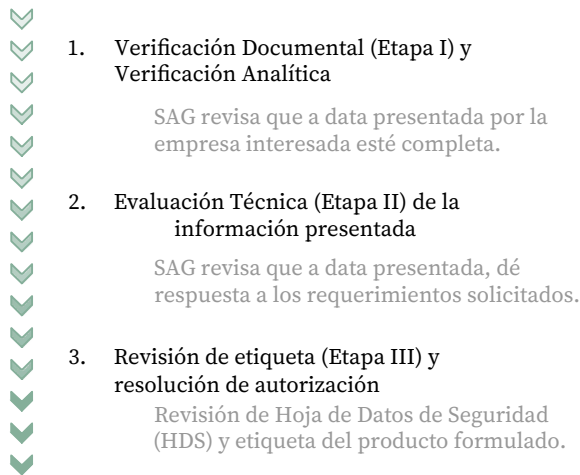 1. Verificación Documental (Etapa I) y
Verificación Analítica
SAG revisa que a data presentada por la
empresa interesada esté completa.
2. Evaluación Técnica (Etapa II) de la
información presentada
SAG revisa que a data presentada, dé
respuesta a los requerimientos solicitados.
3. Revisión de etiqueta (Etapa III) y
resolución de autorización
Revisión de Hoja de Datos de Seguridad
(HDS) y etiqueta del producto formulado.